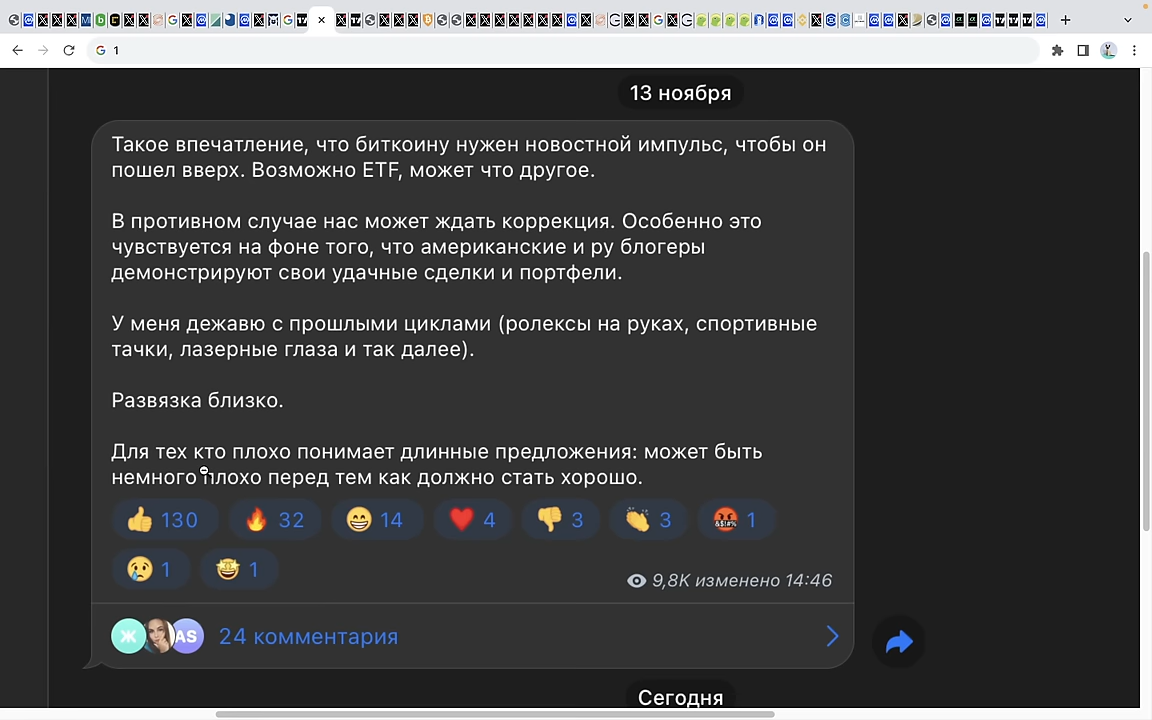 1
13 ноября
Такое впечатление, что биткоину нужен новостной импульс, чтобы он
пошел вверх. Возможно ETF, может что другое.
В противном случае нас может ждать коррекция. Особенно это
чувствуется на фоне того, что американские и ру блогеры
демонстрируют свои удачные сделки и портфели.
У меня дежавю с прошлыми циклами (ролексы на руках, спортивные
тачки, лазерные глаза и так далее).
Развязка близко.
Для тех кто плохо понимает длинные предложения: может быть
немного плохо перед тем как должно стать хорошо.
130 32 14 4 3 3 1
1 1
9,8K изменено 14:46
Ж AS 24 комментария
Сегодня